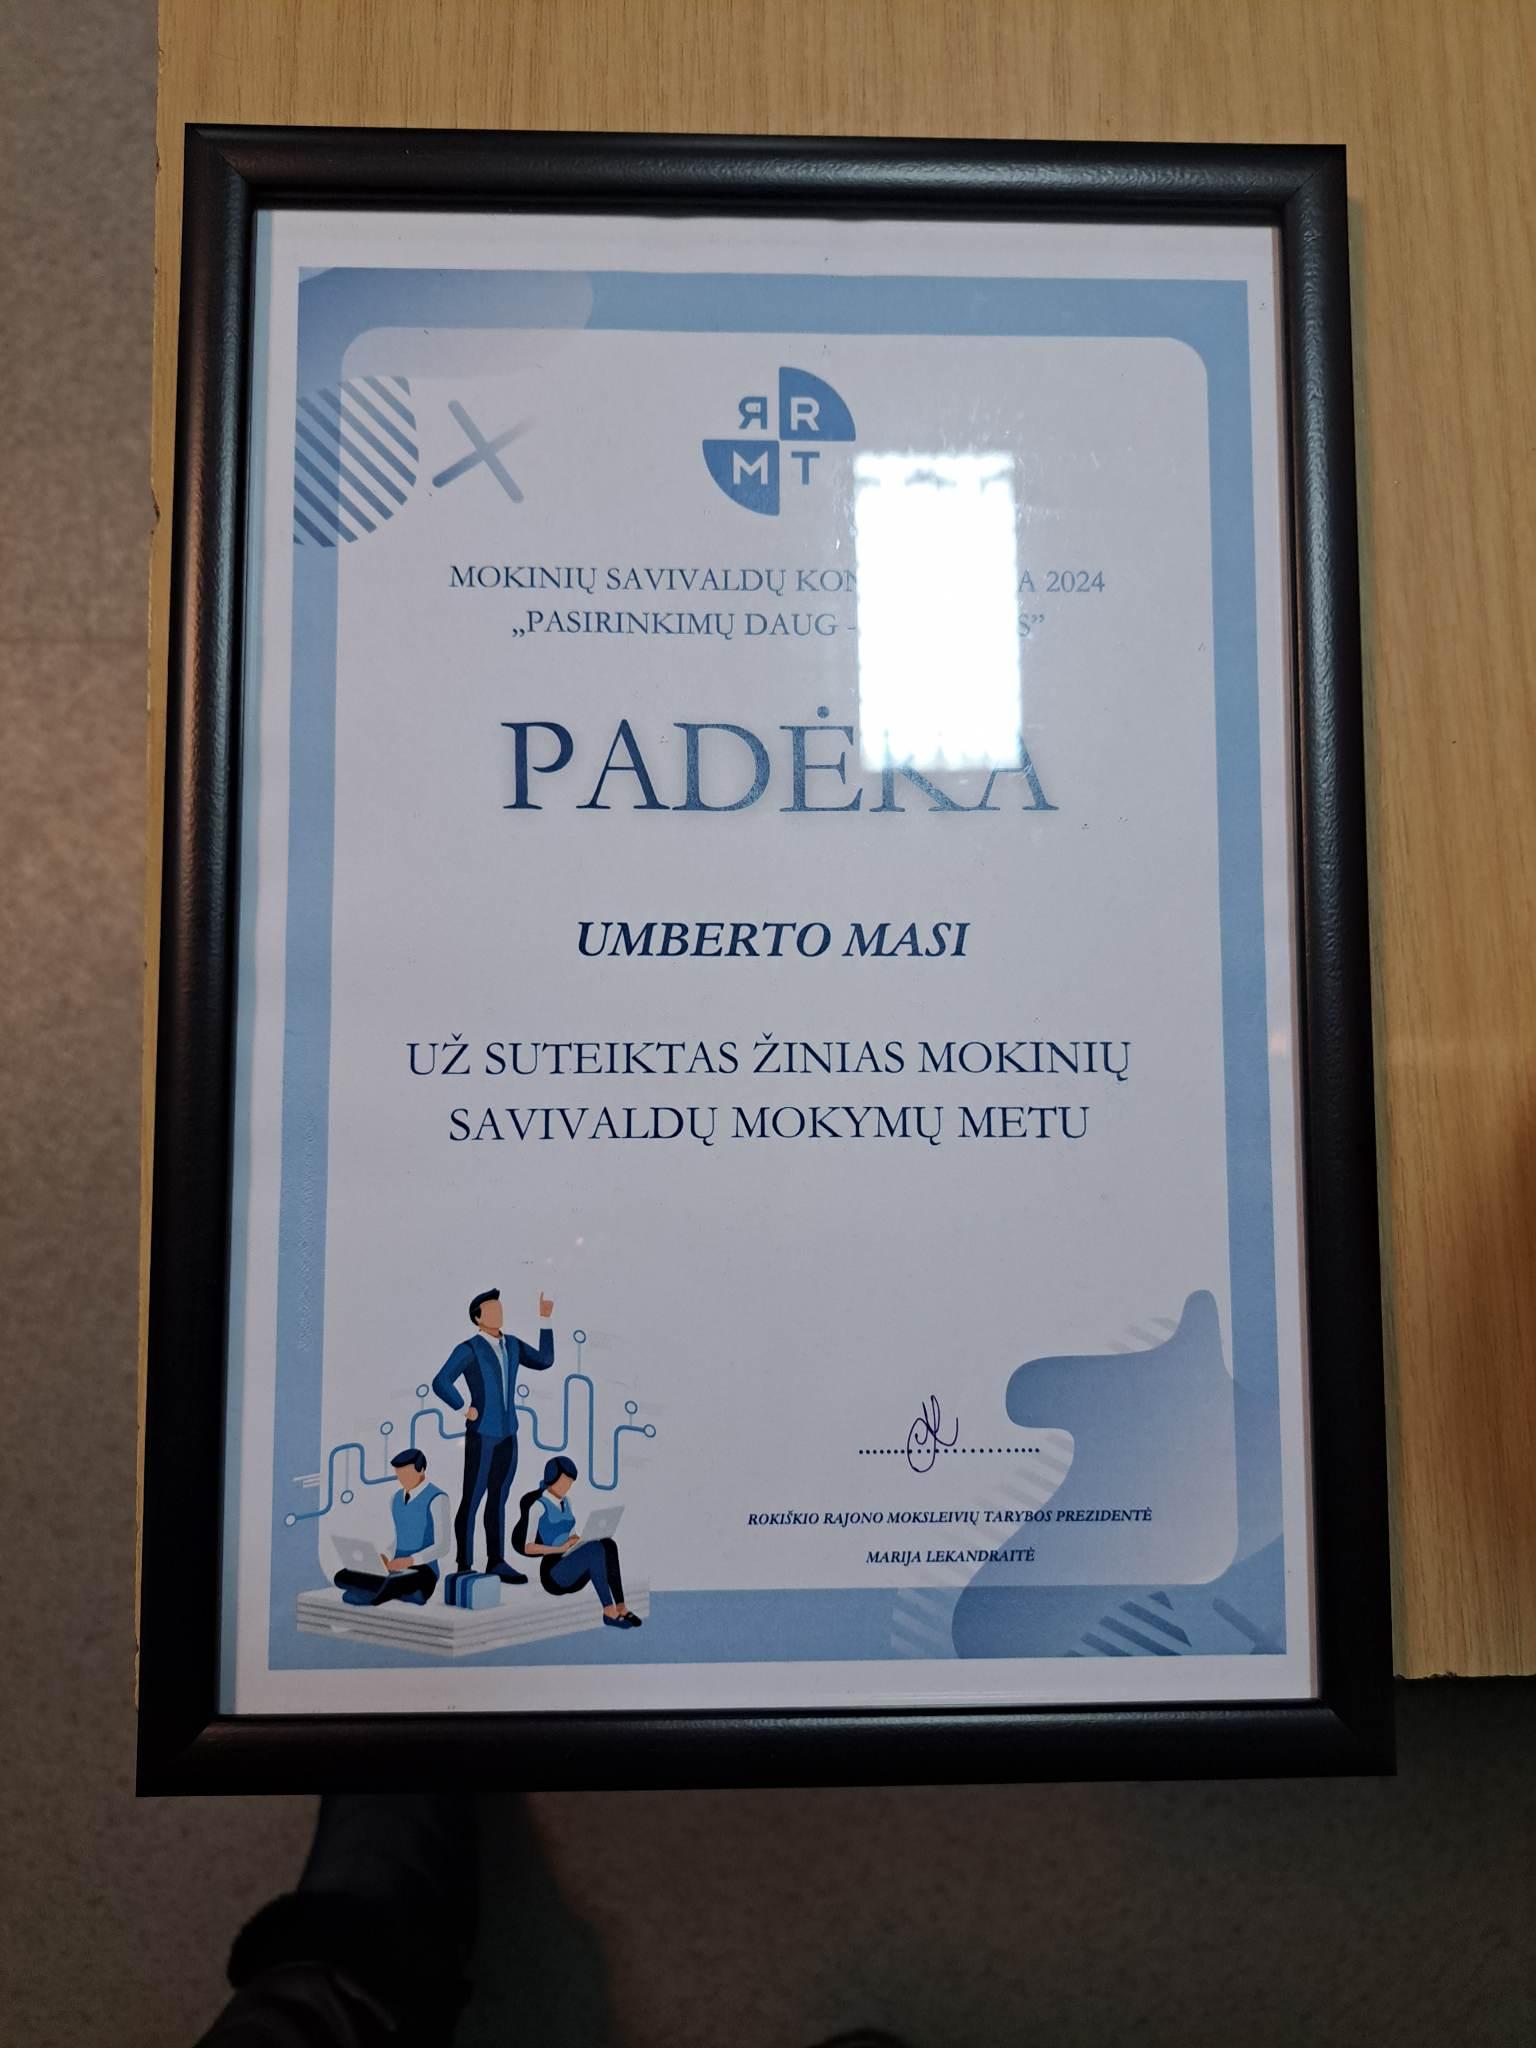 ЯR
MT
MOKINIŲ SAVIVALDŲ 2024
„PASIRINKIMŲ DAUG -
PADĖKA
UMBERTO MASI
UŽ SUTEIKTAS ŽINIAS MOKINIŲ
SAVIVALDŲ MOKYMŲ METU
ROKIŠKIO RAJONO MOKSLEIVIŲ TARYBOS PREZIDENTĖ
MARIJA LEKANDRAITĖ